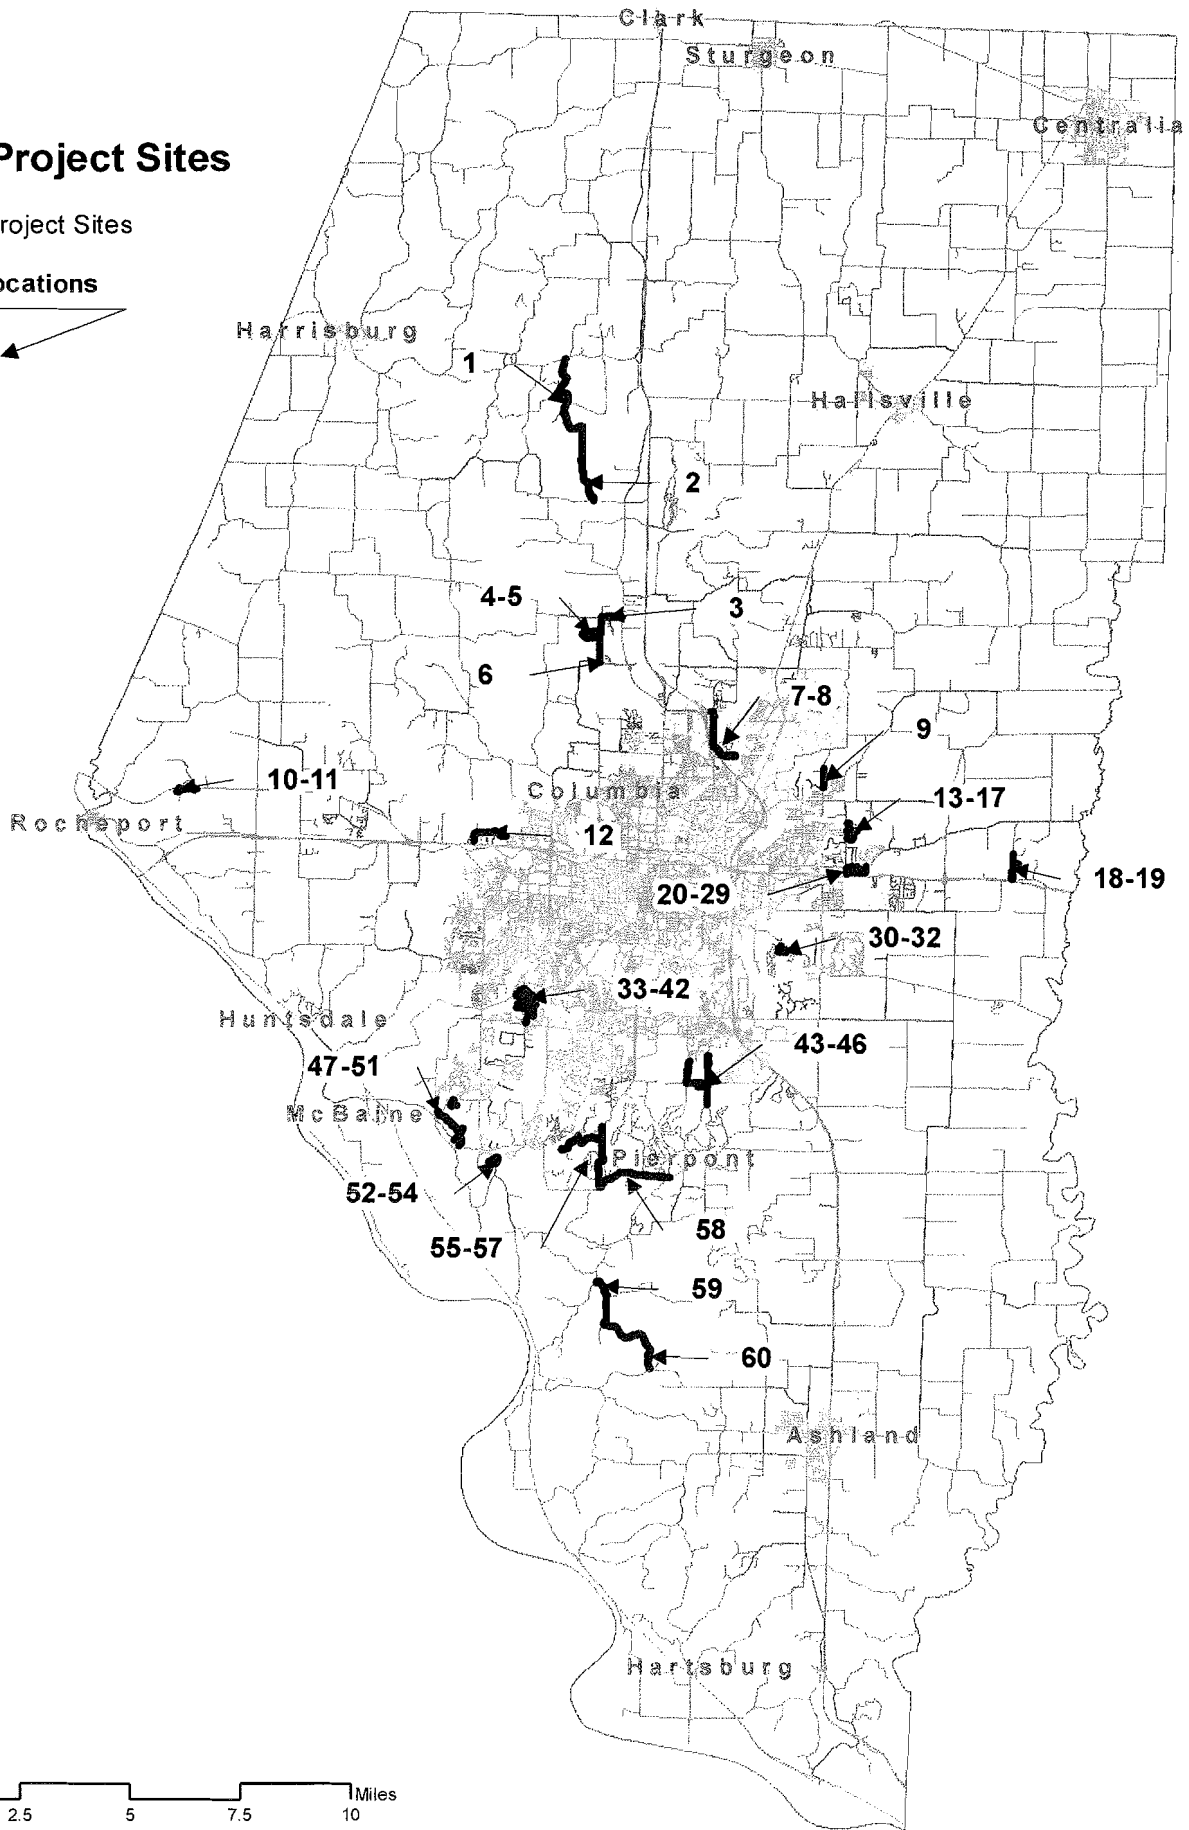 Clark
Sturgeon
Centralia
Project Sites
roject Sites
ocations
Harrisburg
1
Hallsville
2
4-5
3
6
7-8
9
10-11
Columbia
13-17
Rocheport
12
18-19
20-29
30-32
33-42
Huntsdale
43-46
47-51
McBaine
Pierpont
52-54
58
55-57
59
60
Ashland
Hartsburg
Miles
2.5 5 7.5 10